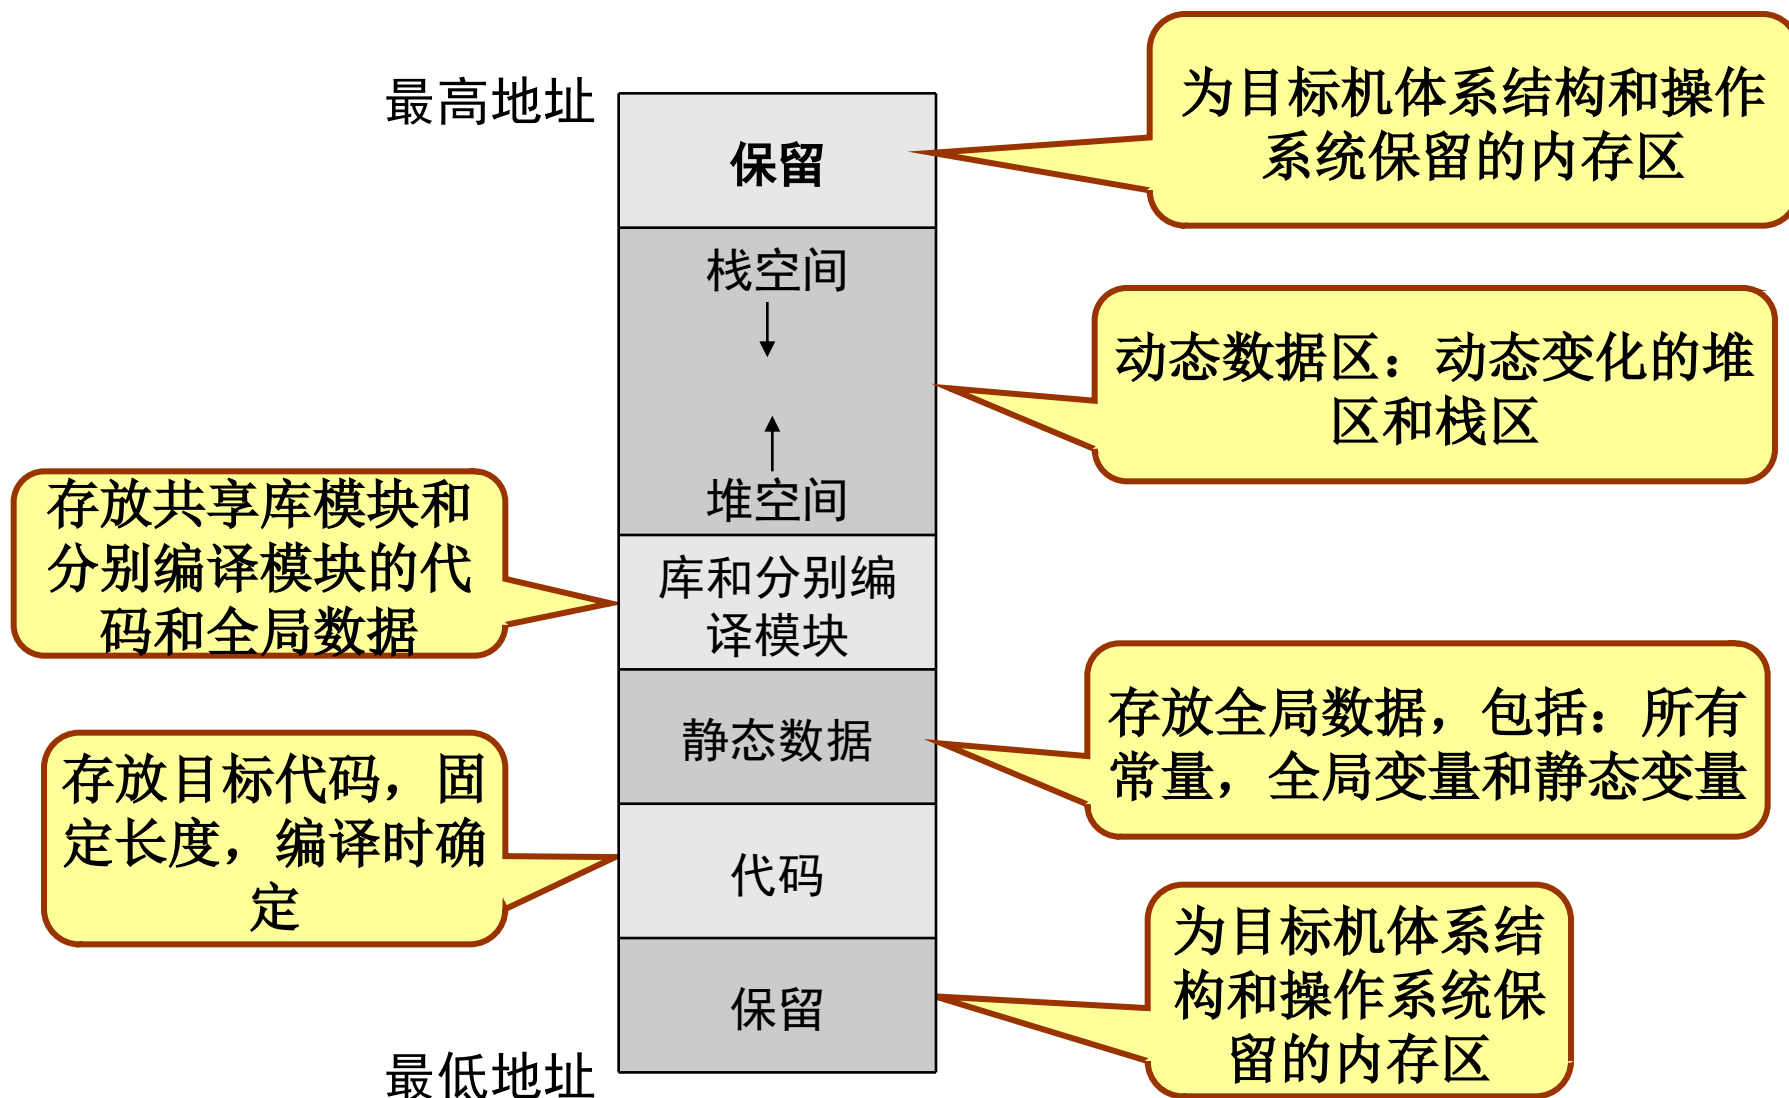 最高地址
保留
为目标机体系结构和操作
系统保留的内存区
栈空间
动态数据区：动态变化的堆
区和栈区
堆空间
存放共享库模块和
分别编译模块的代
码和全局数据
库和分别编
译模块
静态数据
存放全局数据，包括：所有
常量，全局变量和静态变量
存放目标代码，固
定长度，编译时确
定
代码
保留
为目标机体系结
构和操作系统保
留的内存区
最低地址